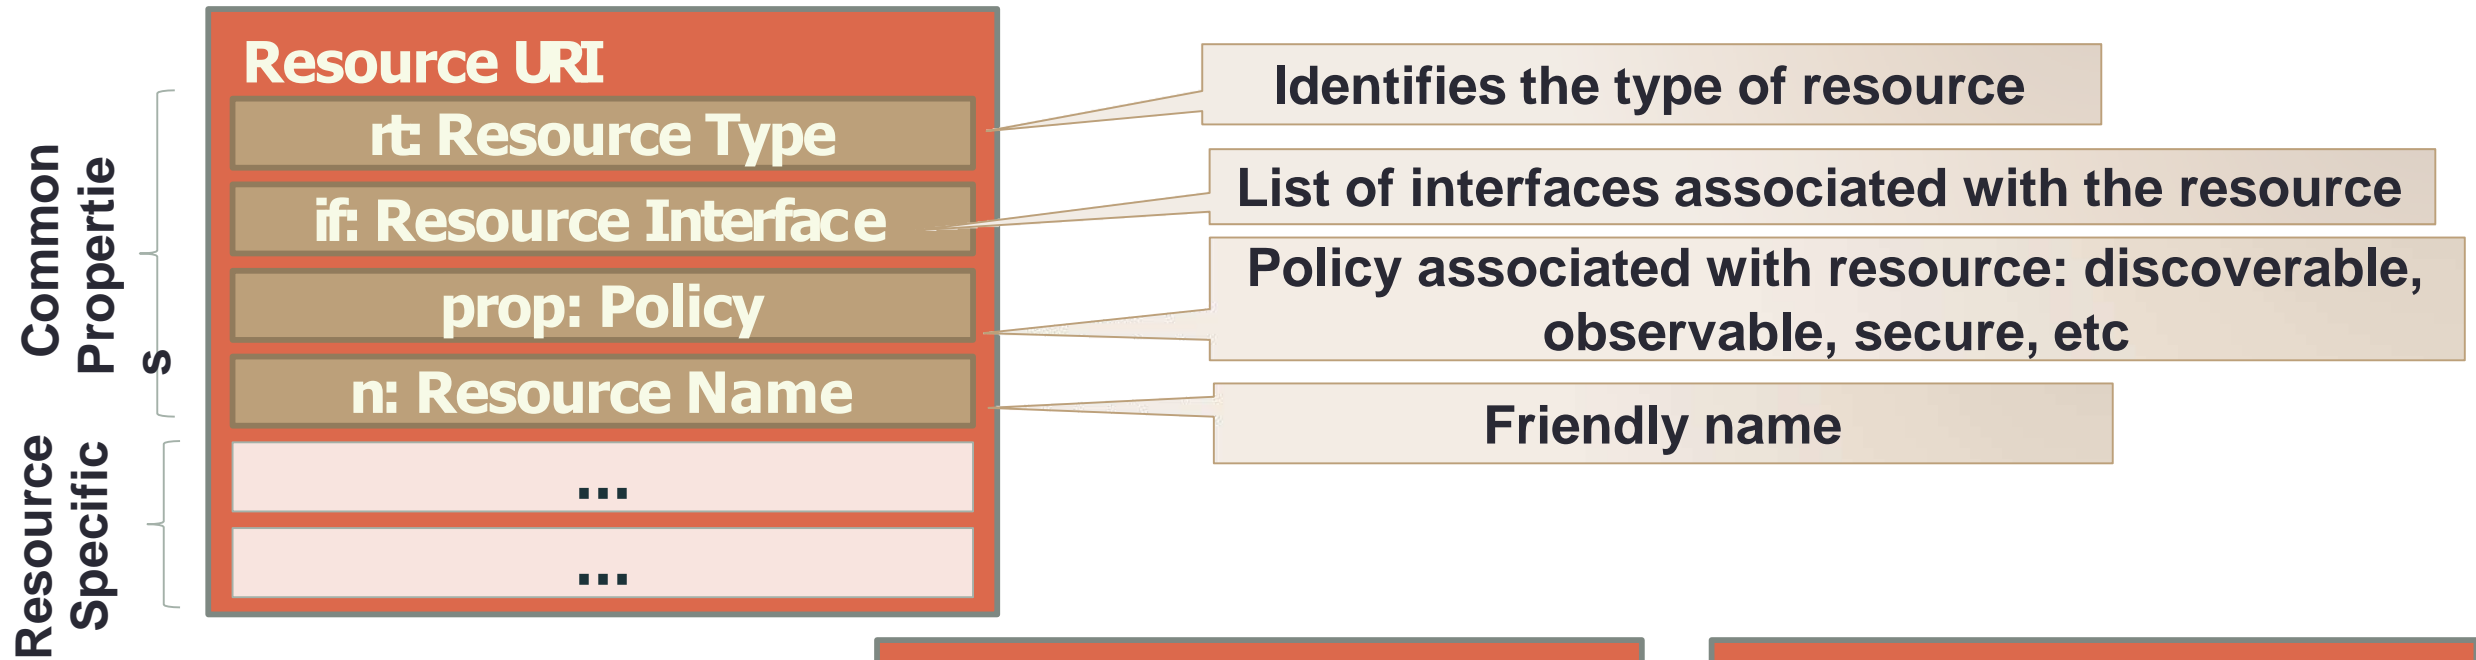 Resource URI
rt: Resource Type
if: Resource Interface
prop: Policy
n: Resource Name
...
...
Common
Propertie
s
Resource
Specific
Identifies the type of resource
List of interfaces associated with the resource
Policy associated with resource: discoverable,
observable, secure, etc
Friendly name